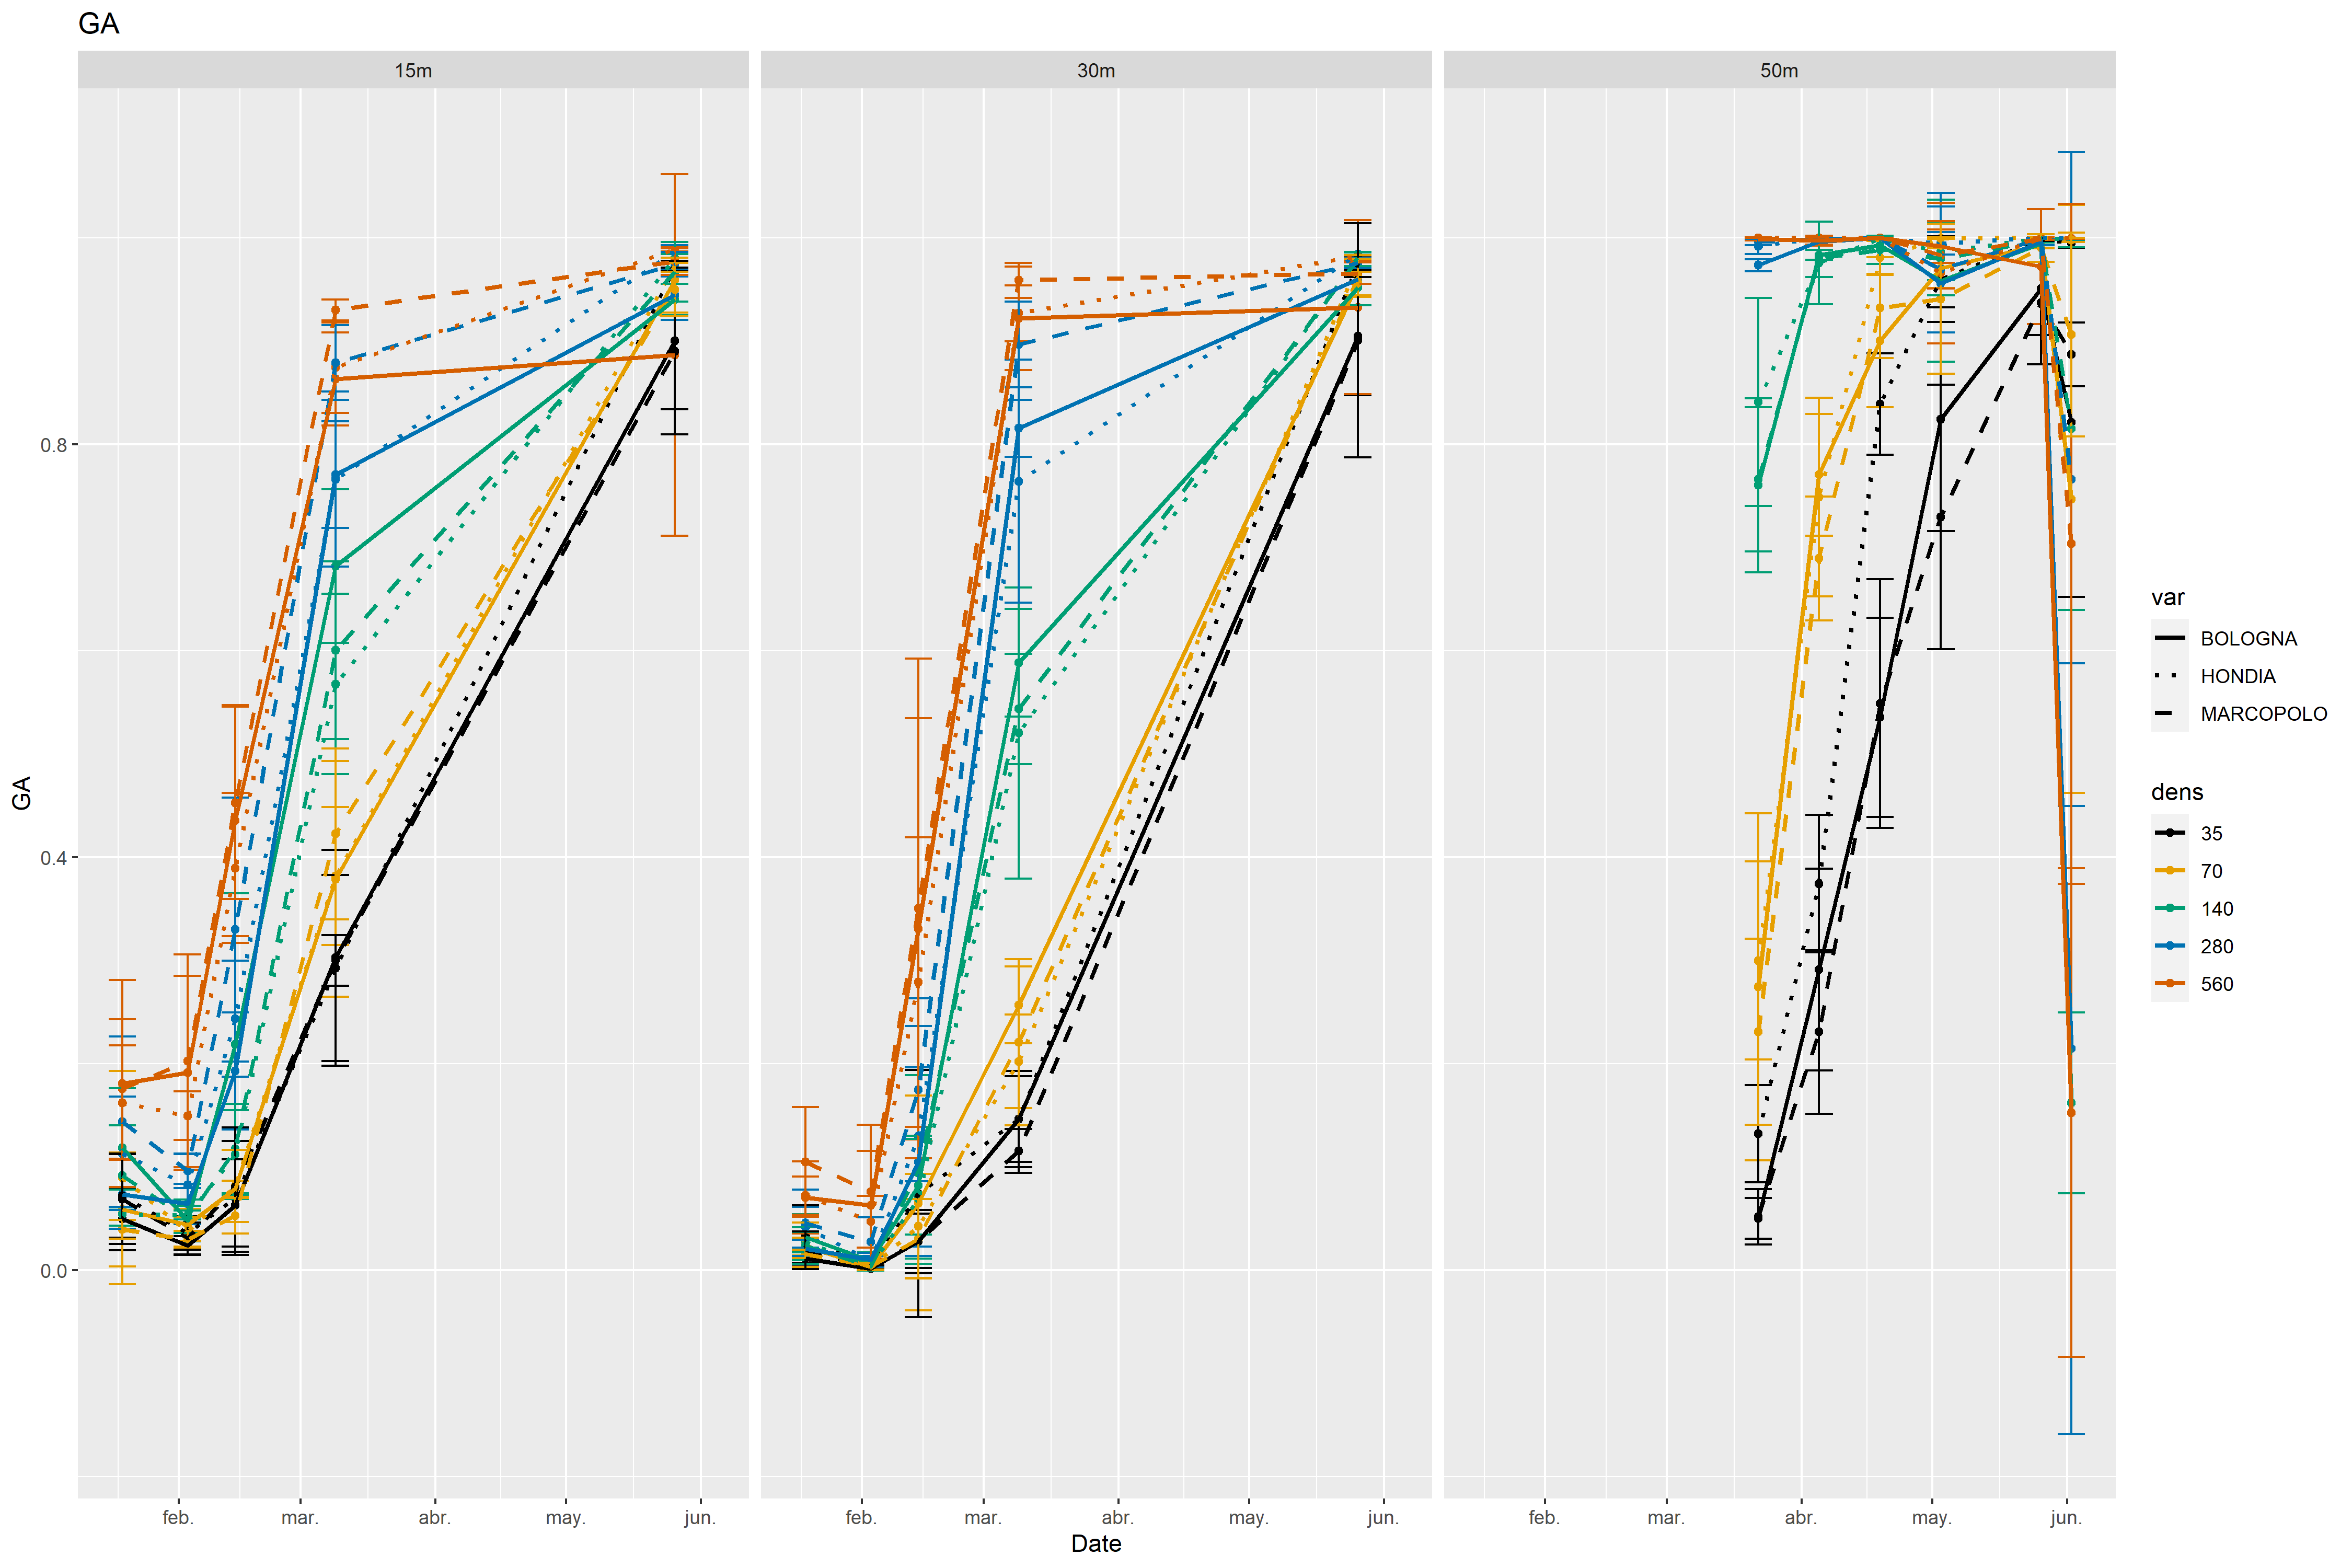 GA
15m
30m
50m
GA
0.8
0.4
0.0
feb.
mar.
abr.
may.
jun.
feb.
mar.
abr.
may.
jun.
feb.
mar.
abr.
may.
jun.
Date
var
BOLOGNA
HONDIA
MARCOPOLO
dens
35
70
140
280
560